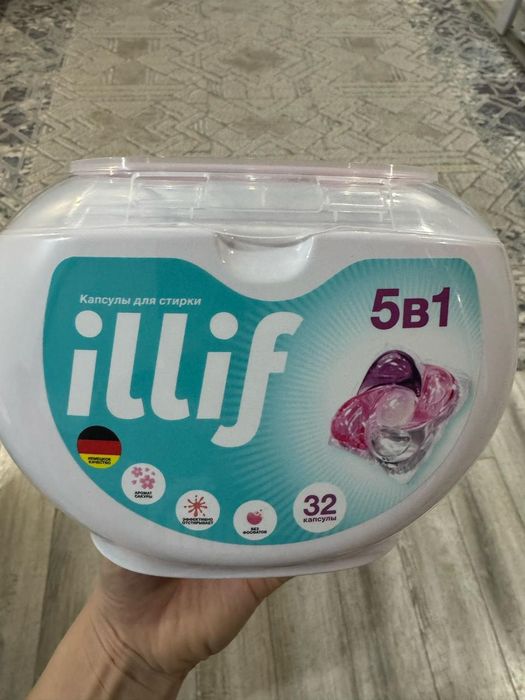 Капсулы для стирки
illif
5в1
НЕМЕЦКОЕ
КАЧЕСТВО
АРОМАТ
САКУРЫ
ЭФФЕКТИВНО
ОТСТИРЫВАЕТ
БЕЗ
ФОСФАТОВ
32
капсулы